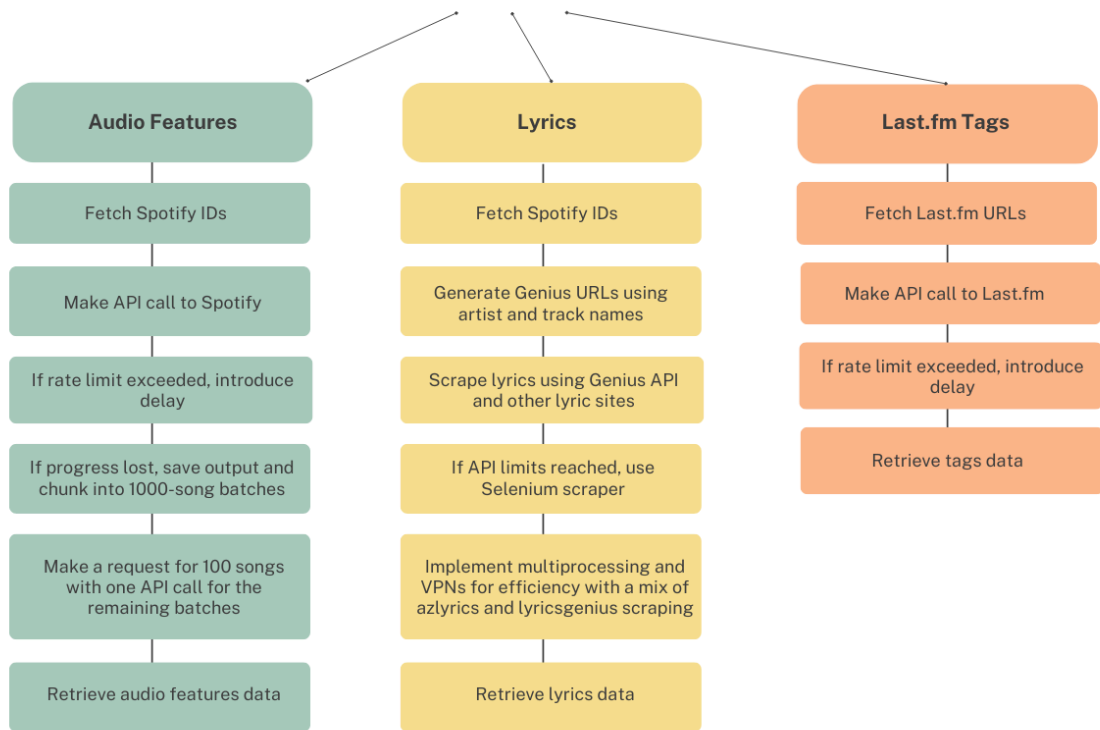 Audio Features
Fetch Spotify IDs
Make API call to Spotify
If rate limit exceeded, introduce
delay
If progress lost, save output and
chunk into 1000-song batches
Make a request for 100 songs
with one API call for the
remaining batches
Retrieve audio features data
Lyrics
Fetch Spotify IDs
Generate Genius URLs using
artist and track names
Scrape lyrics using Genius API
and other lyric sites
If API limits reached, use
Selenium scraper
Implement multiprocessing and
VPNs for efficiency with a mix of
azlyrics and lyricsgenius scraping
Retrieve lyrics data
Last.fm Tags
Fetch Last.fm URLs
Make API call to Last.fm
If rate limit exceeded, introduce
delay
Retrieve tags data